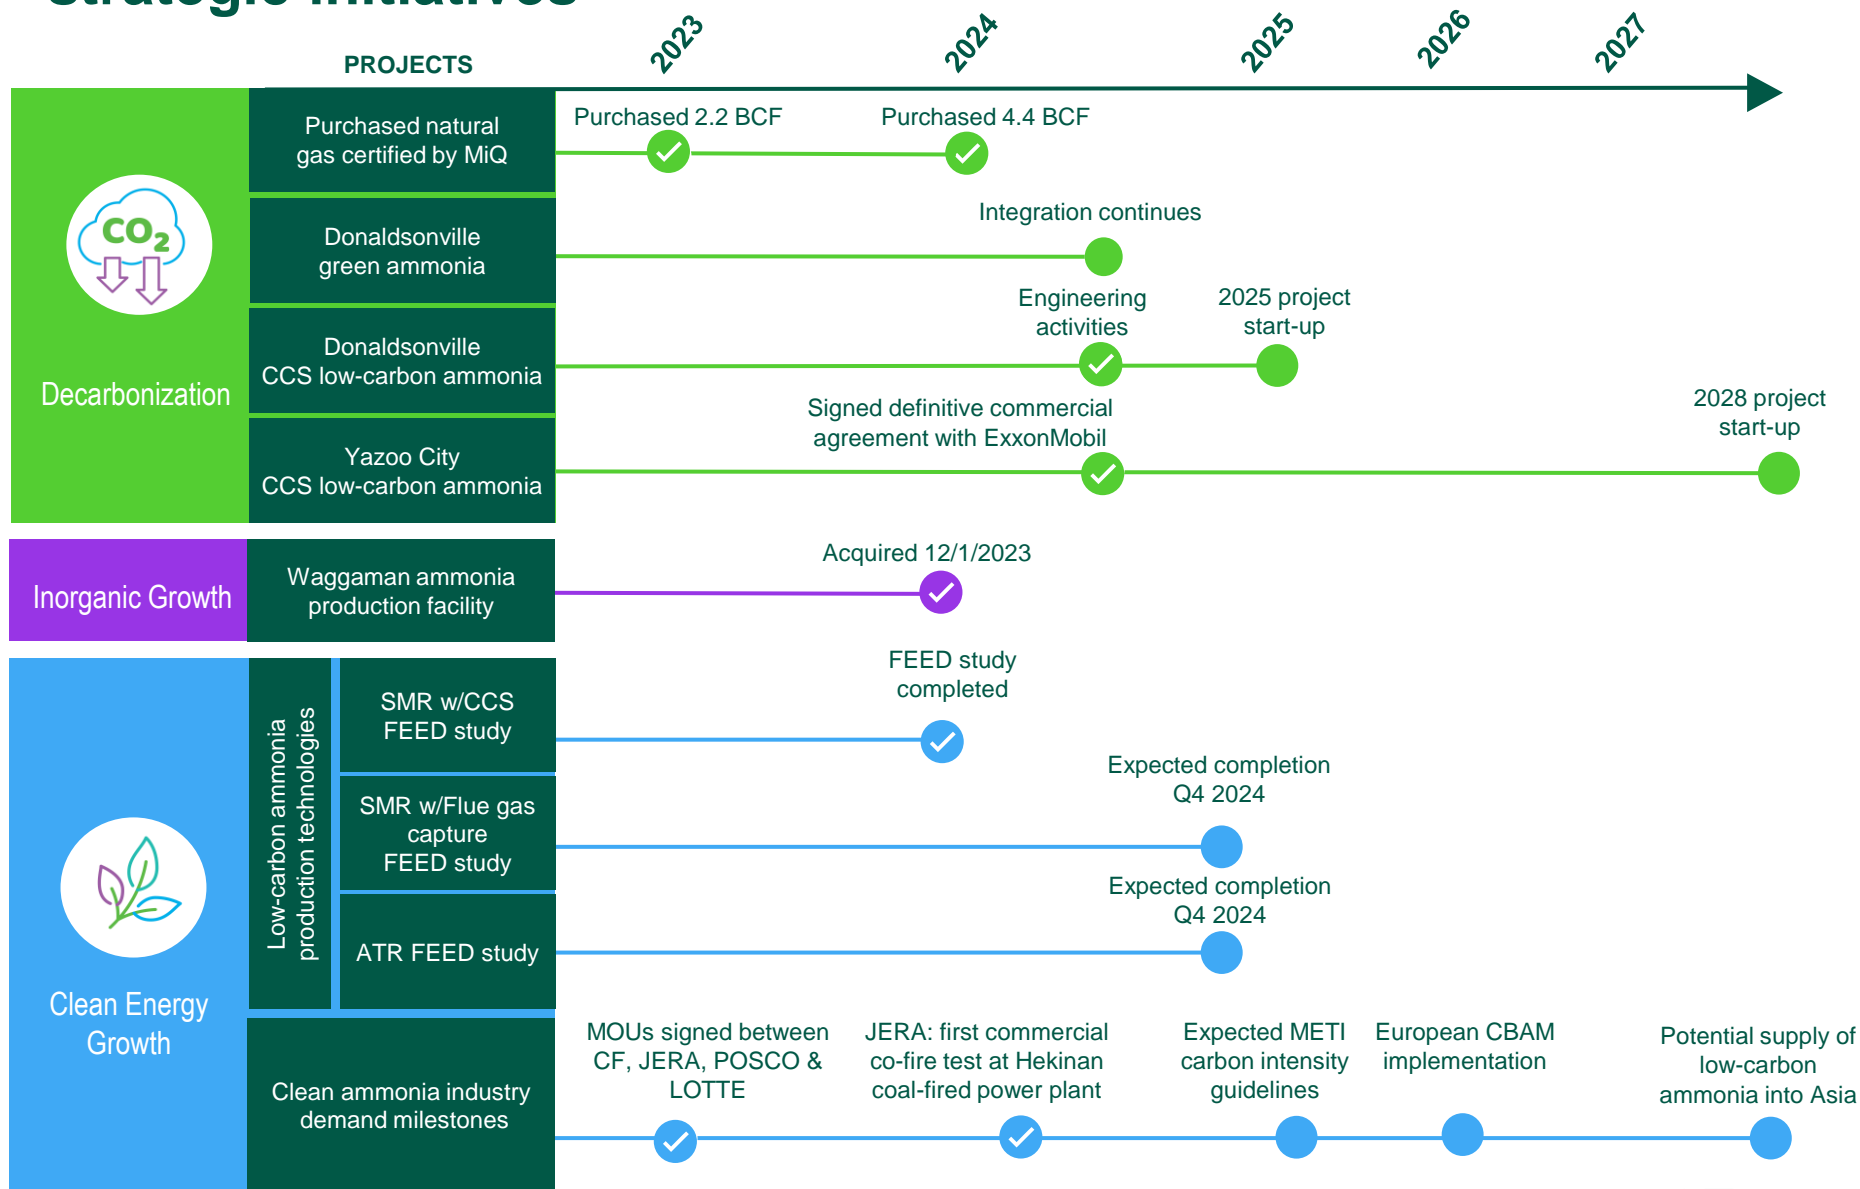 strategic initiatives
PROJECTS
2023
2024
2025
2026
2027
CO2
Decarbonization
Purchased natural
gas certified by MiQ
Purchased 2.2 BCF
Purchased 4.4 BCF
Donaldsonville
green ammonia
Integration continues
Donaldsonville
CCS low-carbon ammonia
Engineering
activities
2025 project
start-up
Yazoo City
CCS low-carbon ammonia
Signed definitive commercial
agreement with ExxonMobil
2028 project
start-up
Inorganic Growth
Waggaman ammonia
production facility
Acquired 12/1/2023
Clean Energy
Growth
Low-carbon ammonia
production technologies
SMR w/CCS
FEED study
FEED study
completed
SMR w/Flue gas
capture
FEED study
Expected completion
Q4 2024
ATR FEED study
Expected completion
Q4 2024
Clean ammonia industry
demand milestones
MOUs signed between
CF, JERA, POSCO &
LOTTE
JERA: first commercial
co-fire test at Hekinan
coal-fired power plant
Expected METI
carbon intensity
guidelines
European CBAM
implementation
Potential supply of
low-carbon
ammonia into Asia